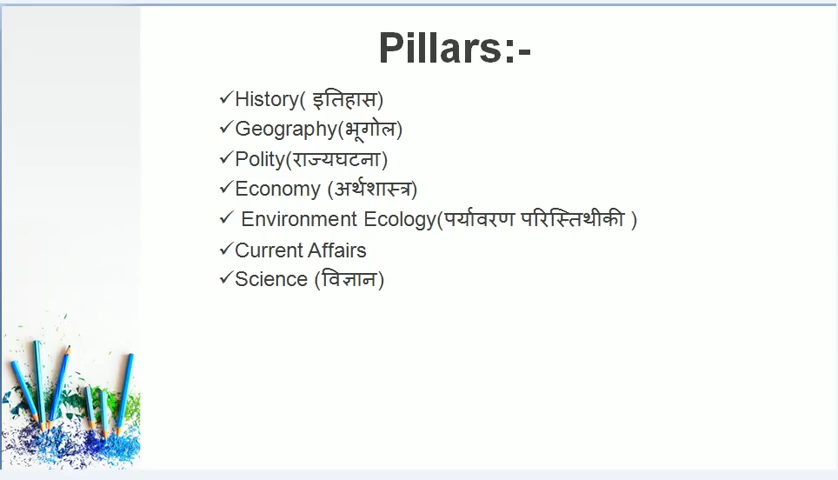 Pillars:-
✓History( इतिहास)
✓Geography(भूगोल)
✓Polity(राज्यघटना)
✓Economy (अर्थशास्त्र)
✓ Environment Ecology(पर्यावरण परिस्तिथीकी )
✓Current Affairs
✓Science (विज्ञान)